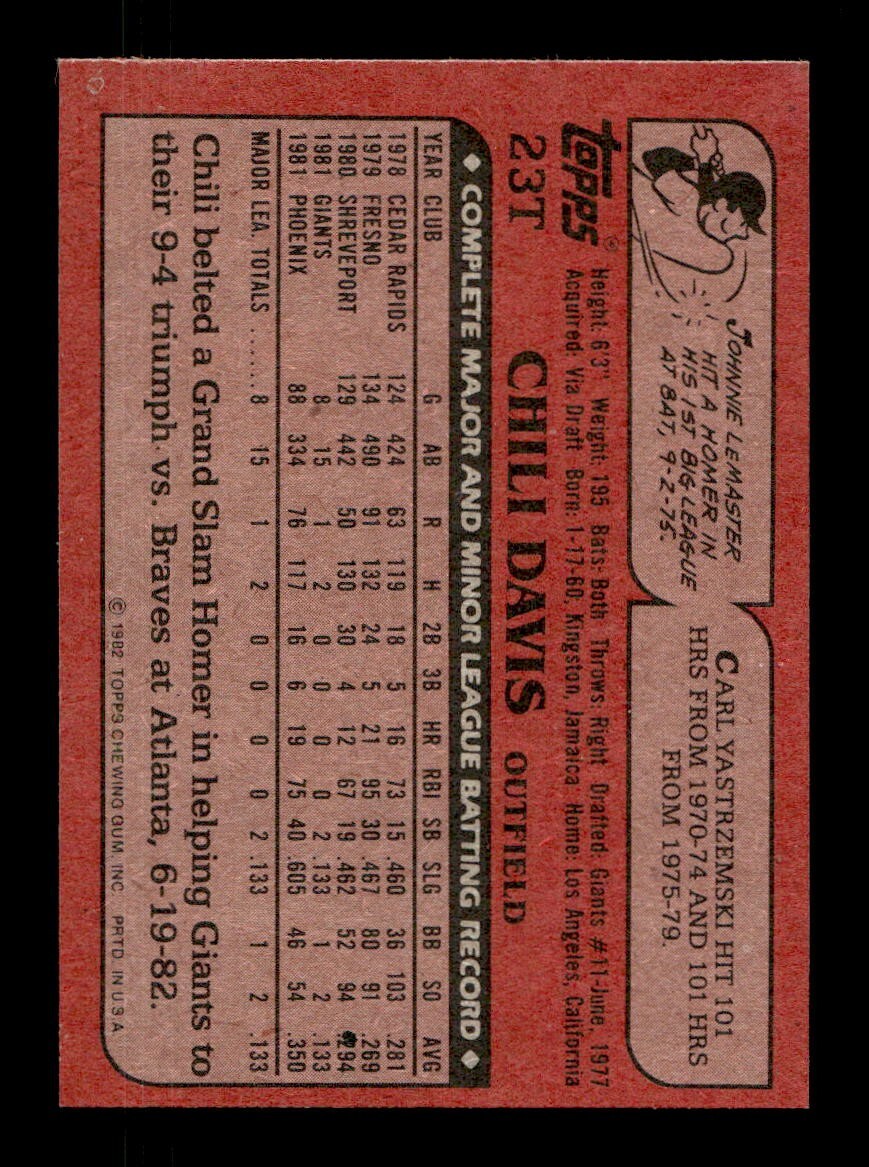 JOHNNIE LEMASTER
HIT A HOMER IN
HIS 1ST BIG LEAGUE
AT BAT, 9-2-75.
CARL YASTRZEMSKI HIT 101
HRS FROM 1970-74 AND 101 HRS
FROM 1975-79.
topps®
Height: 6'3" Weight: 195 Bats: Both Throws: Right Drafted: Giants #11-June, 1977
Acquired: Via Draft Born: 1-17-60, Kingston, Jamaica Home: Los Angeles, California
23T CHILI DAVIS OUTFIELD
◆ COMPLETE MAJOR AND MINOR LEAGUE BATTING RECORD ◆
YEAR CLUB G AB R H 2B 3B HR RBI SB SLG BB SO AVG
1978 CEDAR RAPIDS 124 424 63 119 18 5 16 73 15 .460 36 103 .281
1979 FRESNO 134 490 91 132 24 5 21 95 30 .467 80 91 .269
1980 SHREVEPORT 129 442 50 130 30 4 12 67 19 .462 52 94 .294
1981 GIANTS 8 15 1 2 0 0 0 0 2 .133 1 2 .133
1981 PHOENIX 88 334 76 117 16 6 19 75 40 .605 46 54 .350
MAJOR LEA. TOTALS ....... 8 15 1 2 0 0 0 0 2 .133 1 2 .133
Chili belted a Grand Slam Homer in helping Giants to
their 9-4 triumph vs. Braves at Atlanta, 6-19-82.
© 1982 TOPPS CHEWING GUM, INC. PRTD. IN U S A